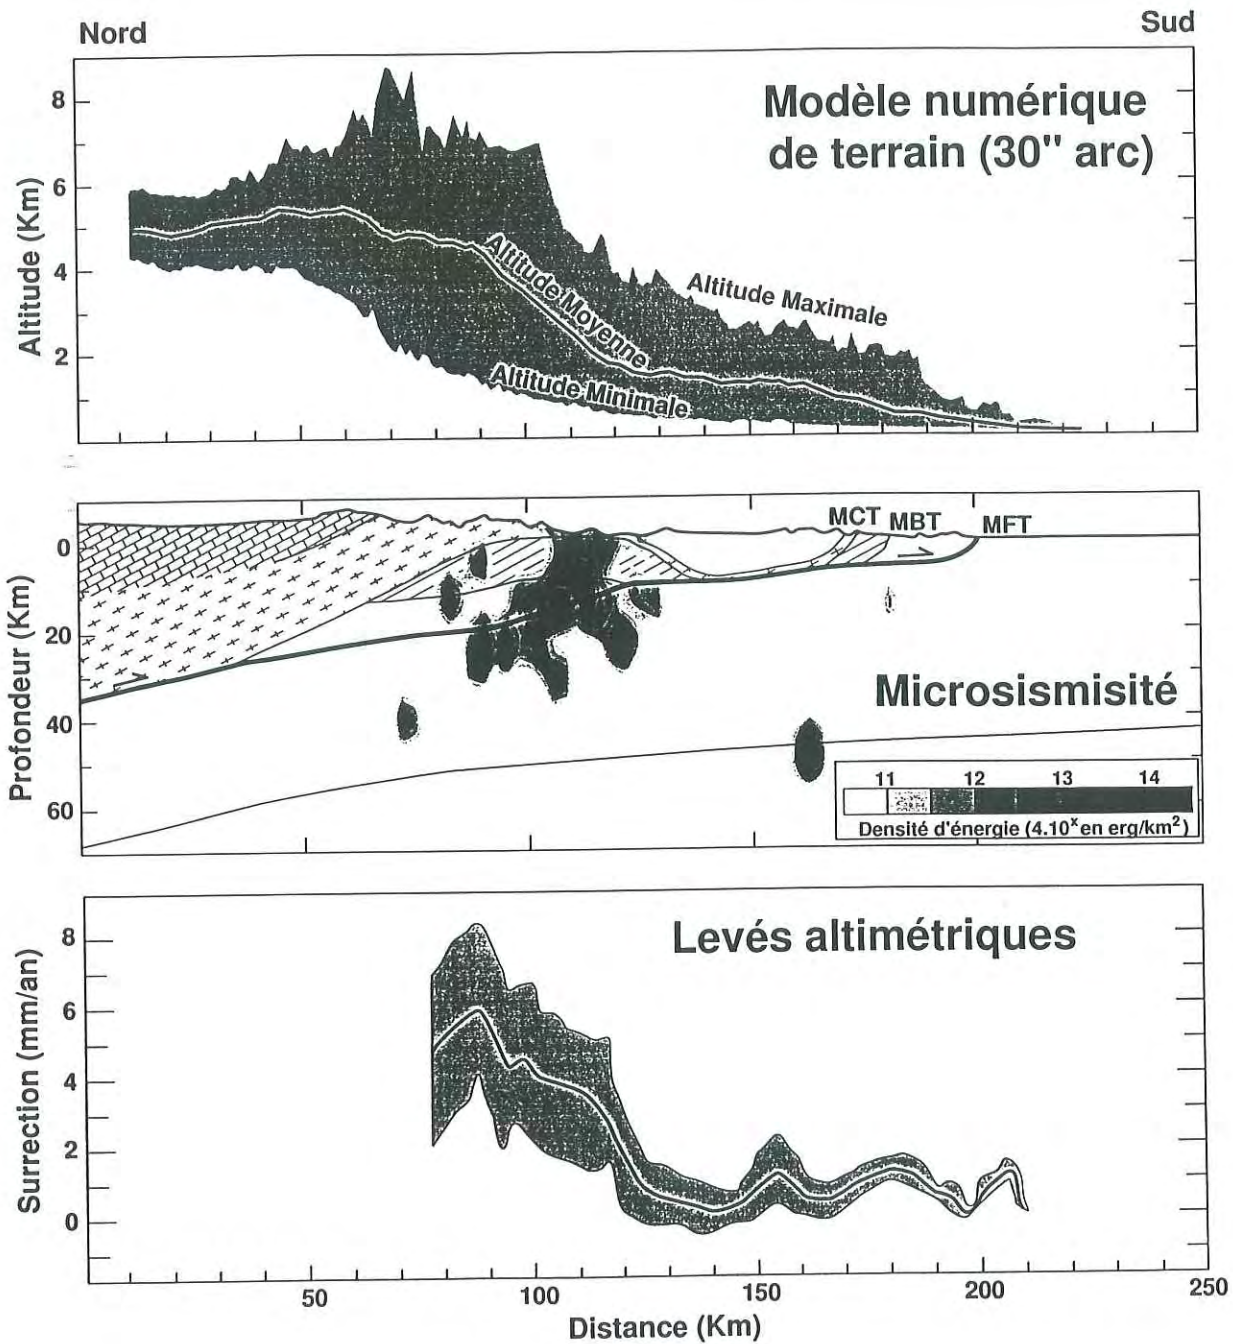 Nord
Sud
Modèle numérique
de terrain (30" arc)
Altitude (Km)
8
6
4
2
Altitude Maximale
Altitude Moyenne
Altitude Minimale
MCT MBT MFT
Profondeur (Km)
0
20
40
60
Microsismisité
11 12 13 14
Densité d'énergie (4.10ˣ en erg/km²)
Levés altimétriques
Surrection (mm/an)
8
6
4
2
0
50 100 150 200 250
Distance (Km)